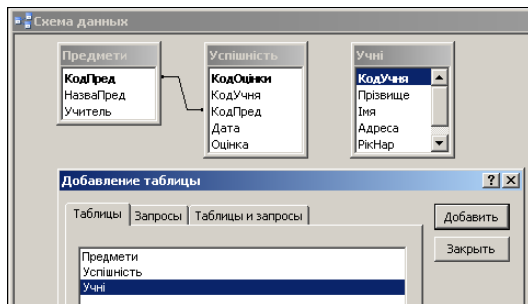 Схема данных
Предмети
КодПред
НазваПред
Учитель
Успішність
КодОцінки
КодУчня
КодПред
Дата
Оцінка
Учні
КодУчня
Прізвище
Імя
Адреса
РікНар
Добавление таблицы
Таблицы Запросы Таблицы и запросы
Добавить
Закрыть
Предмети
Успішність
Учні